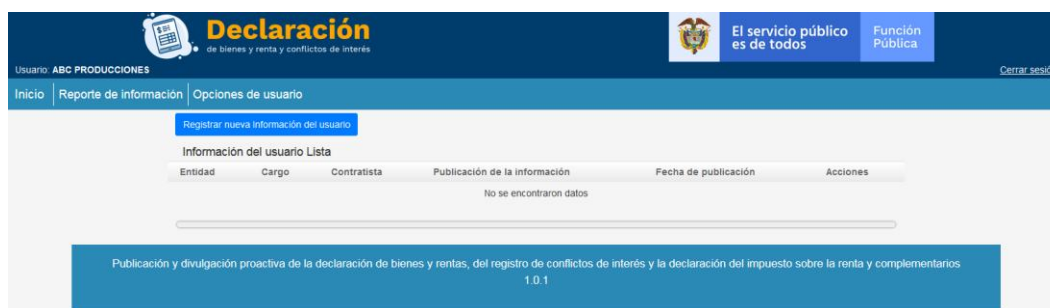 Declaración
de bienes y renta y conflictos de interés
El servicio público
es de todos
Función
Pública
Usuario: ABC PRODUCCIONES
Cerrar sesió
Inicio Reporte de información Opciones de usuario
Registrar nueva información del usuario
Información del usuario Lista
Entidad Cargo Contratista Publicación de la información Fecha de publicación Acciones
No se encontraron datos
Publicación y divulgación proactiva de la declaración de bienes y rentas, del registro de conflictos de interés y la declaración del impuesto sobre la renta y complementarios
1.0.1